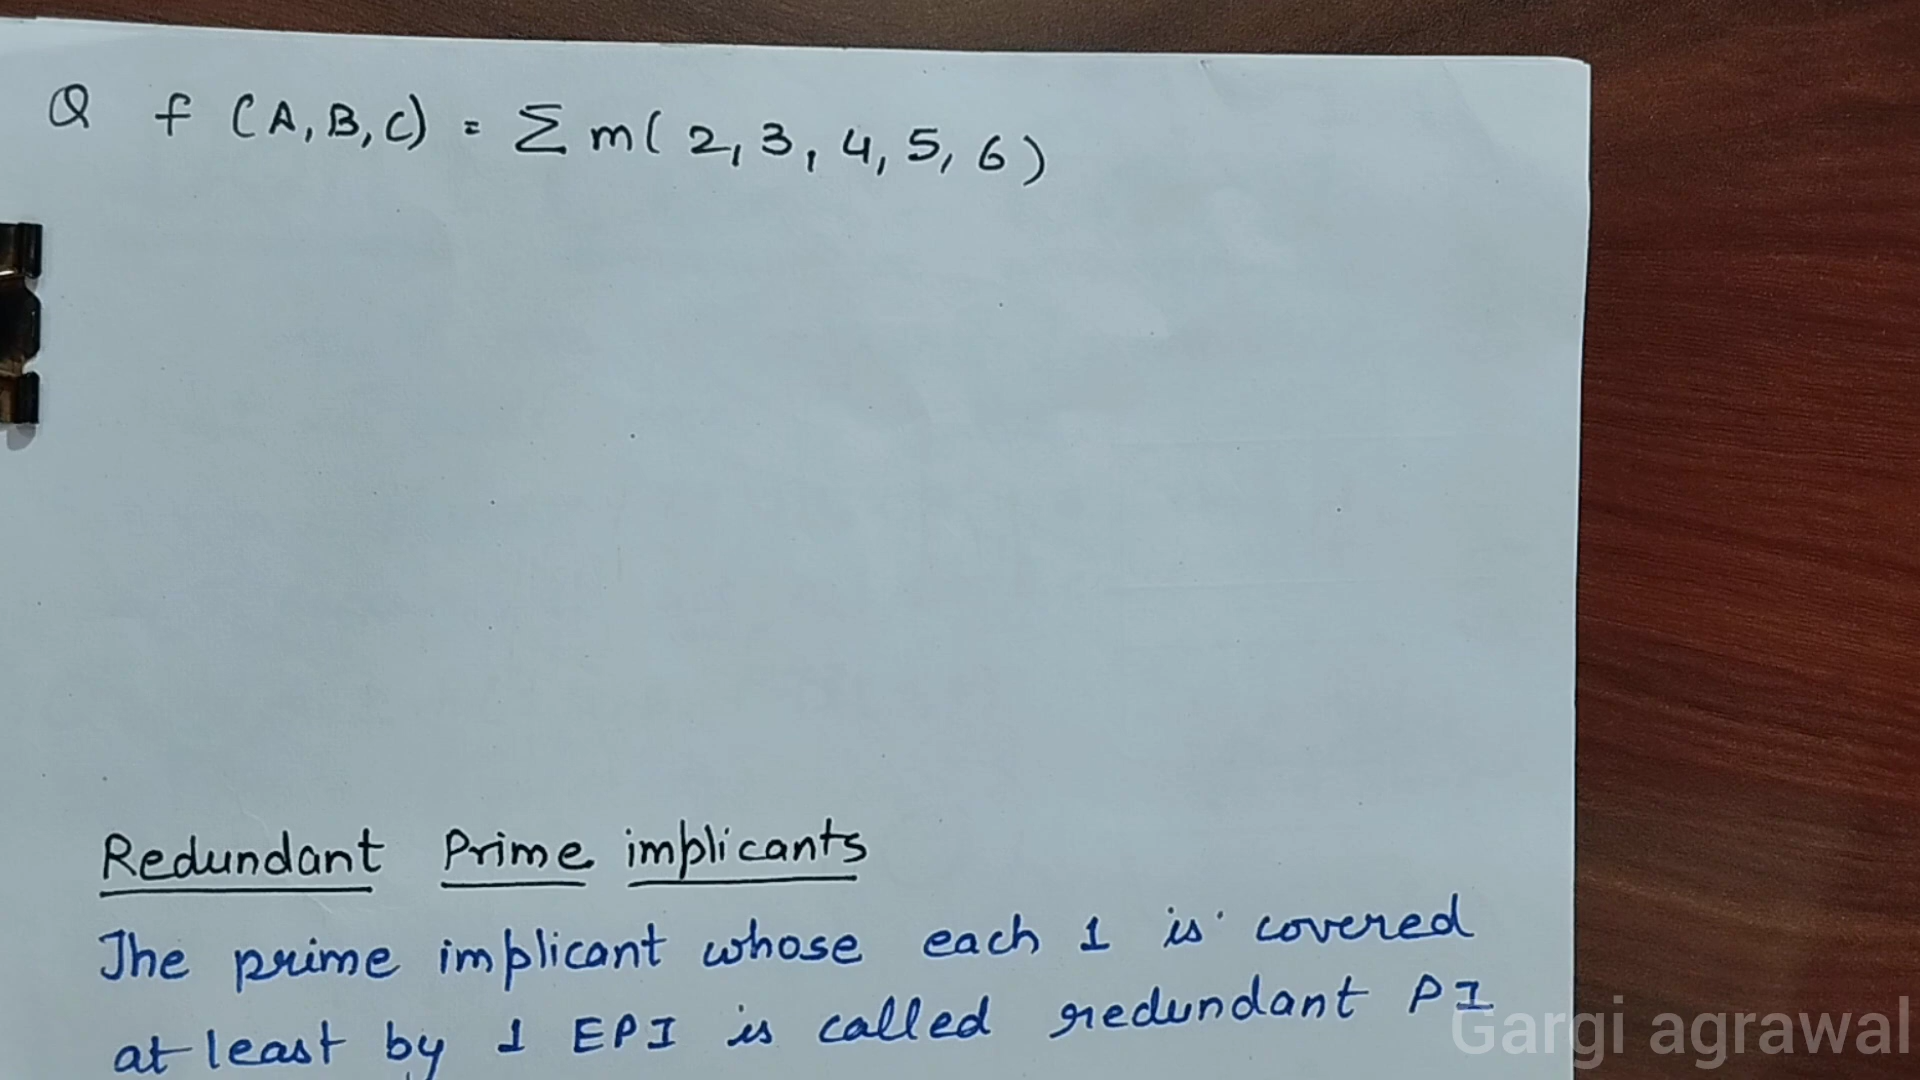 Q f (A, B, C) = Σ m( 2, 3, 4, 5, 6 )
Redundant Prime implicants
The prime implicant whose each 1 is covered
at least by 1 EPI is called redundant PI
Gargi agrawal